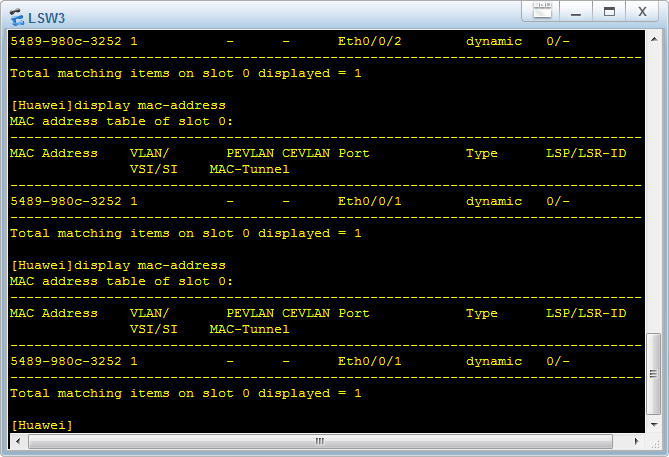 LSW3
5489-980c-3252 1           -      -      Eth0/0/2        dynamic   0/-
-------------------------------------------------------------------------------
Total matching items on slot 0 displayed = 1
[Huawei]display mac-address
MAC address table of slot 0:
-------------------------------------------------------------------------------
MAC Address    VLAN/       PEVLAN CEVLAN Port            Type      LSP/LSR-ID
               VSI/SI    MAC-Tunnel
-------------------------------------------------------------------------------
5489-980c-3252 1           -      -      Eth0/0/1        dynamic   0/-
-------------------------------------------------------------------------------
Total matching items on slot 0 displayed = 1
[Huawei]display mac-address
MAC address table of slot 0:
-------------------------------------------------------------------------------
MAC Address    VLAN/       PEVLAN CEVLAN Port            Type      LSP/LSR-ID
               VSI/SI    MAC-Tunnel
-------------------------------------------------------------------------------
5489-980c-3252 1           -      -      Eth0/0/1        dynamic   0/-
-------------------------------------------------------------------------------
Total matching items on slot 0 displayed = 1
[Huawei]